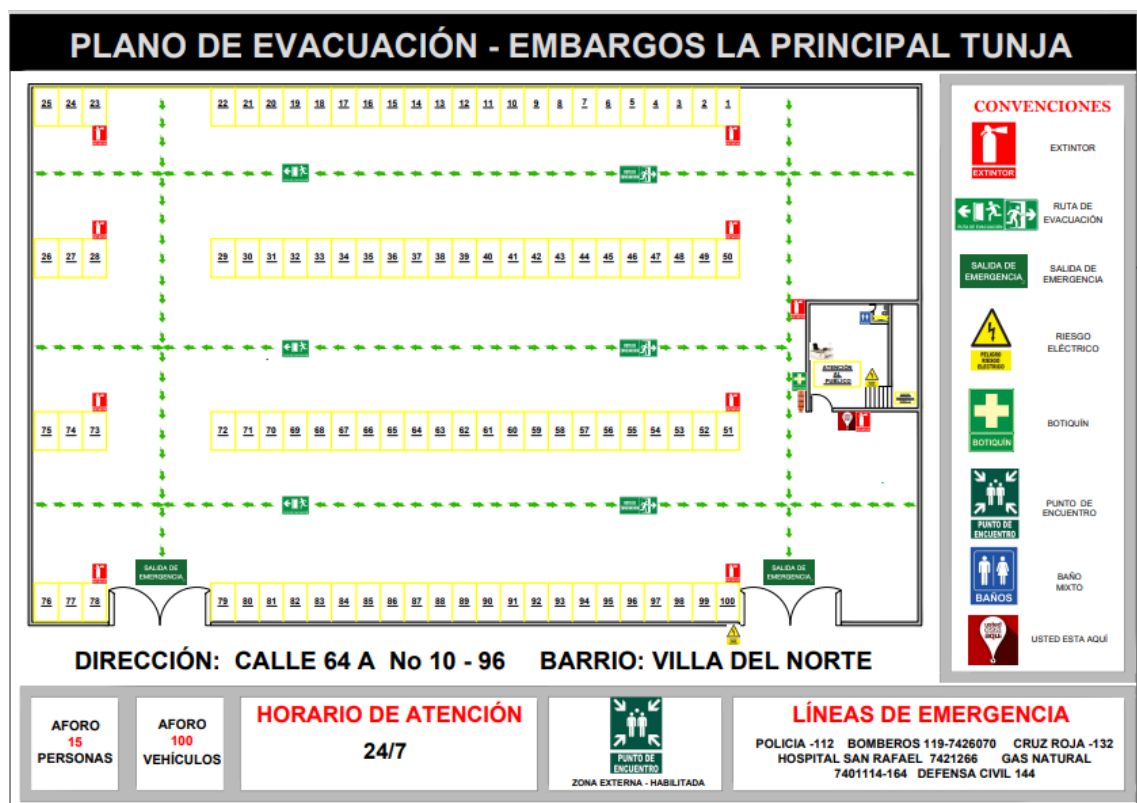 PLANO DE EVACUACIÓN - EMBARGOS LA PRINCIPAL TUNJA
25 24 23 22 21 20 19 18 17 16 15 14 13 12 11 10 9 8 7 6 5 4 3 2 1
26 27 28 29 30 31 32 33 34 35 36 37 38 39 40 41 42 43 44 45 46 47 48 49 50
ATENCIÓN
AL
PUBLICO
75 74 73 72 71 70 69 68 67 66 65 64 63 62 61 60 59 58 57 56 55 54 53 52 51
SALIDA DE
EMERGENCIA
SALIDA DE
EMERGENCIA
76 77 78 79 80 81 82 83 84 85 86 87 88 89 90 91 92 93 94 95 96 97 98 99 100
DIRECCIÓN: CALLE 64 A No 10 - 96 BARRIO: VILLA DEL NORTE
CONVENCIONES
EXTINTOR
EXTINTOR
RUTA DE EVACUACIÓN
RUTA DE
EVACUACIÓN
SALIDA DE
EMERGENCIA
SALIDA DE
EMERGENCIA
PELIGRO
RIESGO
ELECTRICO
RIESGO
ELÉCTRICO
BOTIQUÍN
BOTIQUÍN
PUNTO DE
ENCUENTRO
PUNTO DE
ENCUENTRO
BAÑOS
BAÑO
MIXTO
usted
está
aquí
USTED ESTA AQUÍ
AFORO
15
PERSONAS
AFORO
100
VEHÍCULOS
HORARIO DE ATENCIÓN
24/7
PUNTO DE
ENCUENTRO
ZONA EXTERNA - HABILITADA
LÍNEAS DE EMERGENCIA
POLICIA -112 BOMBEROS 119-7426070 CRUZ ROJA -132
HOSPITAL SAN RAFAEL 7421266 GAS NATURAL
7401114-164 DEFENSA CIVIL 144